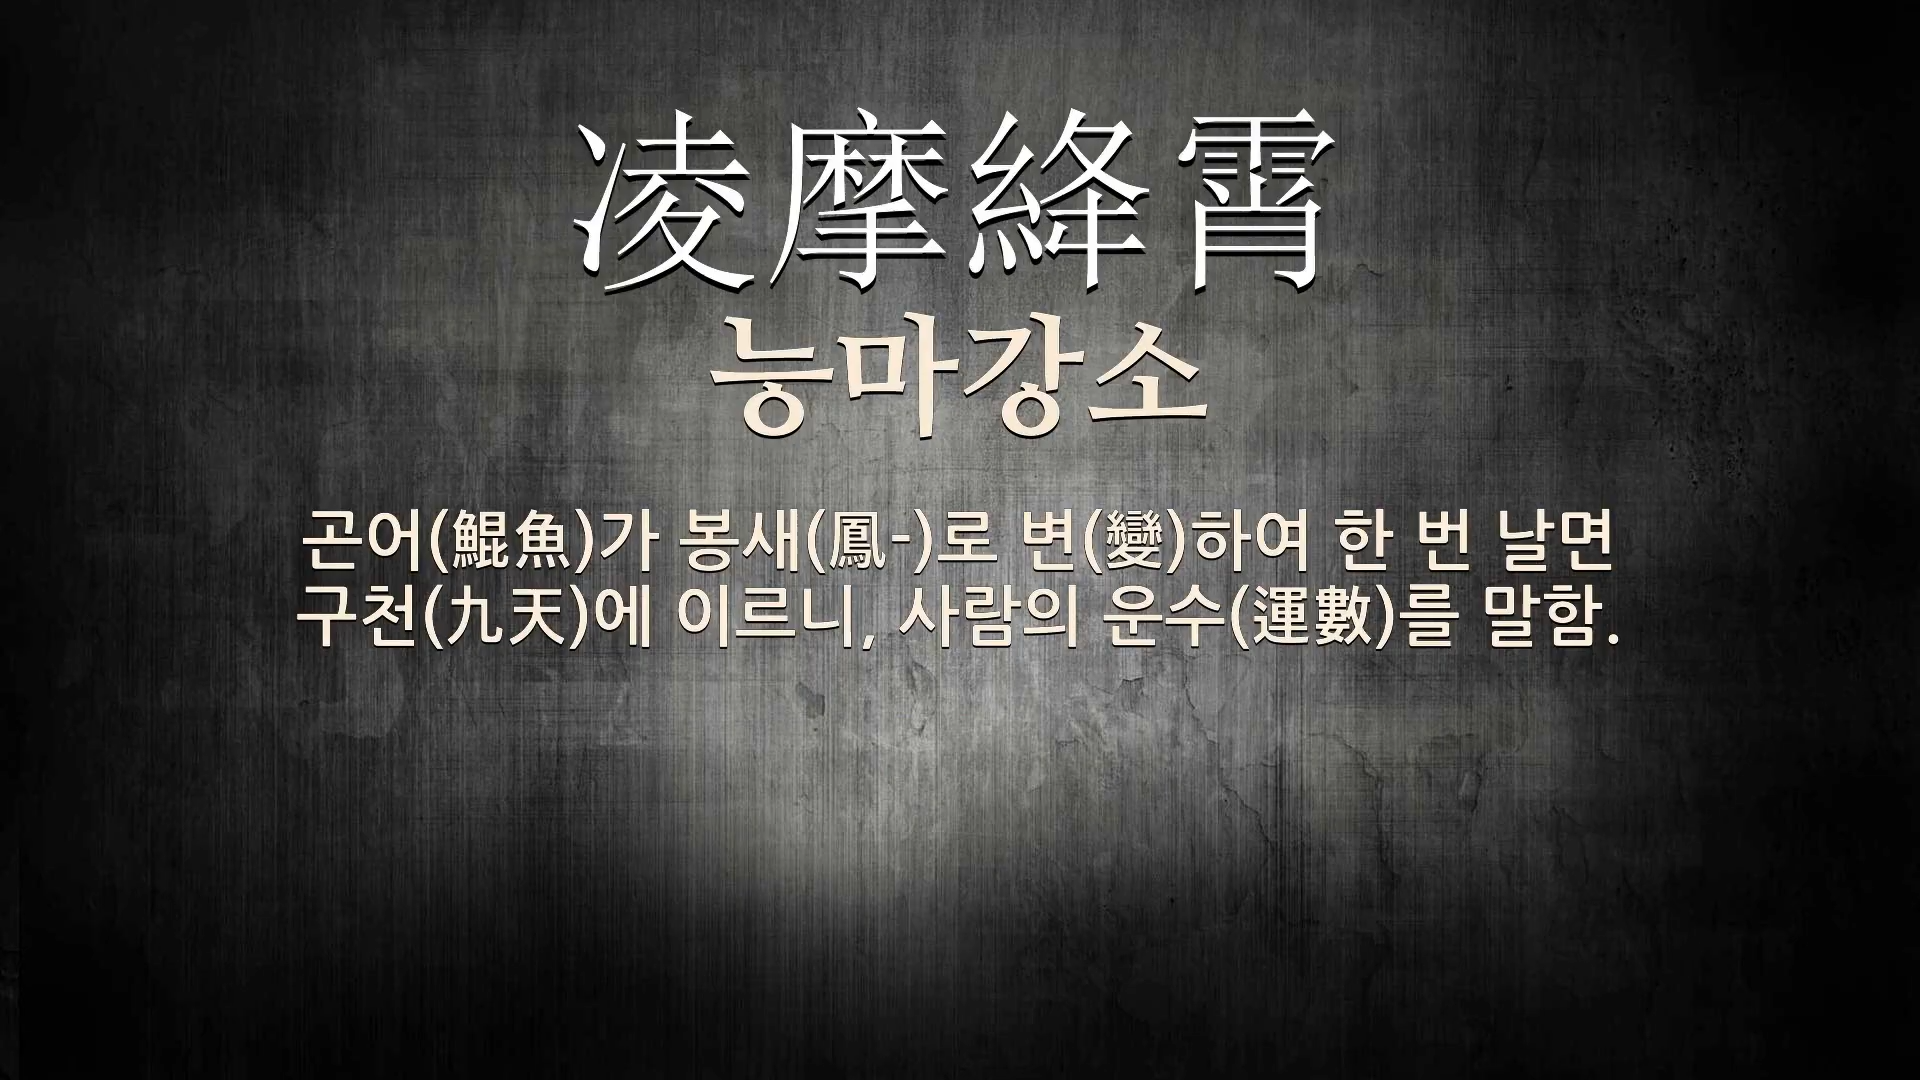 凌摩絳霄
능마강소
곤어(鯤魚)가 봉새(鳳-)로 변(變)하여 한 번 날면
구천(九天)에 이르니, 사람의 운수(運數)를 말함.